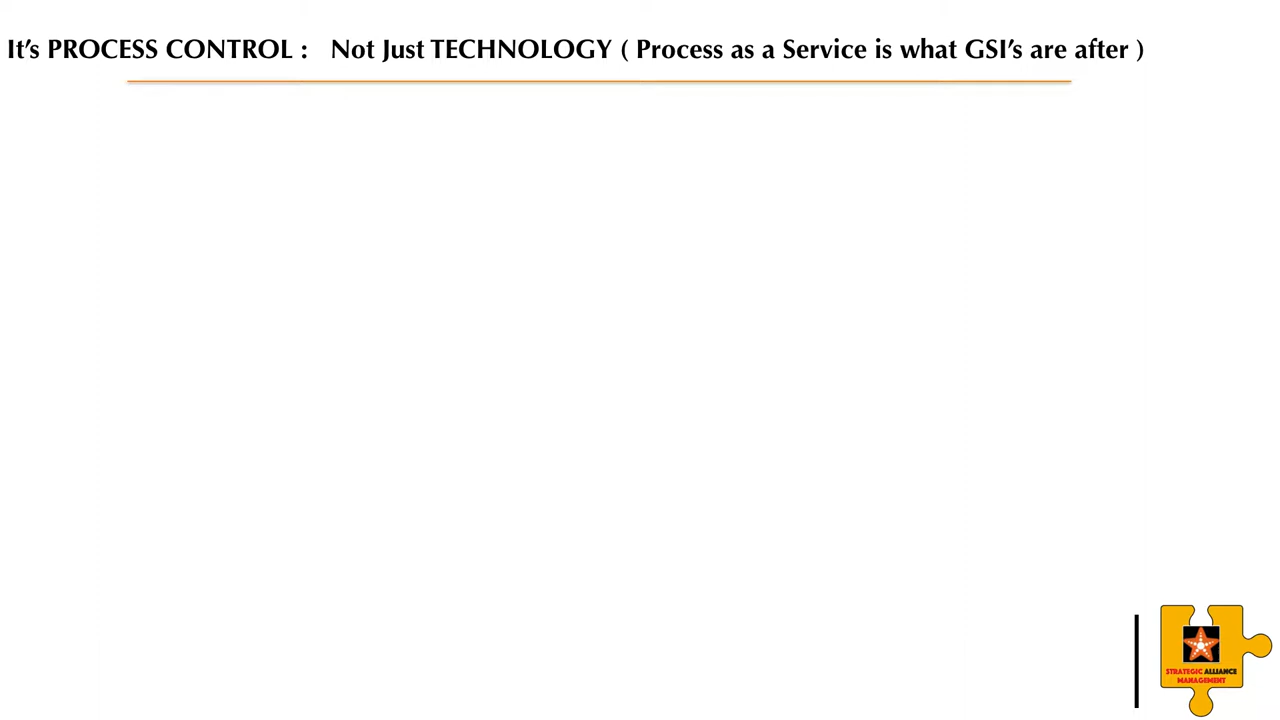 It's PROCESS CONTROL :   Not Just TECHNOLOGY ( Process as a Service is what GSI's are after )
STRATEGIC ALLIANCE
MANAGEMENT